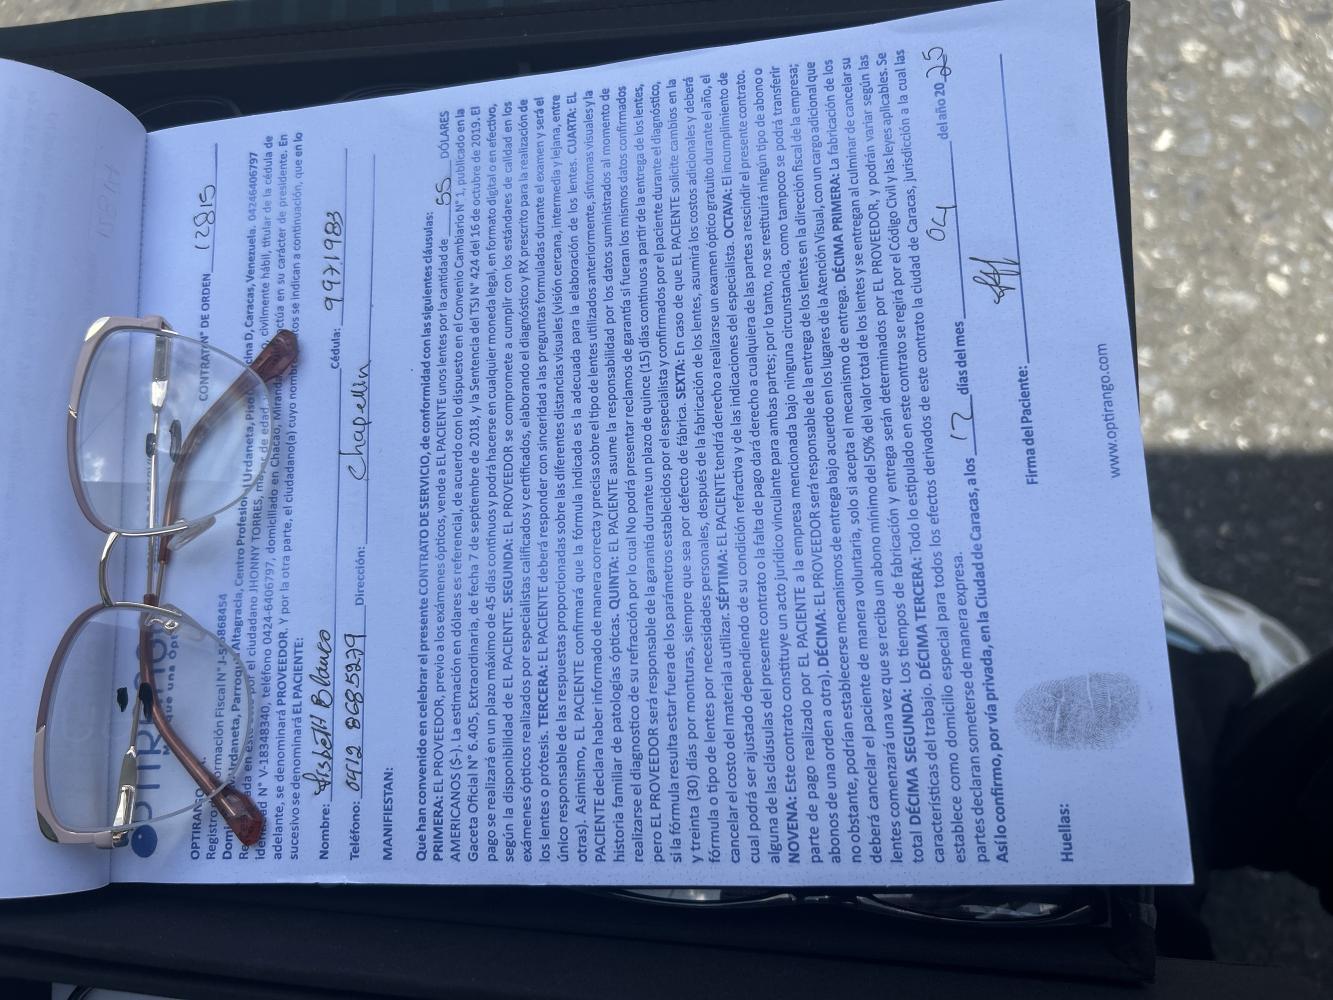 CONTRATO N° DE ORDEN 12815
OPTIRANGO
Registro Información Fiscal N° J-505868454
Urdaneta, Parroquia Altagracia, Centro Profesional Urdaneta, Piso Oficina D, Caracas, Venezuela. 04246406797
por el ciudadano JHONNY TORRES, mayor de edad, civilmente hábil, titular de la cédula de
identidad N° V-18348340, teléfono 0424-6406797, domiciliado en Chacao, Miranda, actúa en su carácter de presidente. En
adelante, se denominará PROVEEDOR. Y por la otra parte, el ciudadano(a) cuyo nombre datos se indican a continuación, que en lo
sucesivo se denominará EL PACIENTE:
Nombre: Lisbeth Blanco Cédula: 9971983
Teléfono: 0412 8685279 Dirección: Chapellin
MANIFIESTAN:
Que han convenido en celebrar el presente CONTRATO DE SERVICIO, de conformidad con las siguientes cláusulas:
PRIMERA: EL PROVEEDOR, previo a los exámenes ópticos, vende a EL PACIENTE unos lentes por la cantidad de 55 DÓLARES
AMERICANOS ($-). La estimación en dólares es referencial, de acuerdo con lo dispuesto en el Convenio Cambiario N° 1, publicado en la
Gaceta Oficial N° 6.405, Extraordinaria, de fecha 7 de septiembre de 2018, y la Sentencia del TSJ N° 424 del 16 de octubre de 2019. El
pago se realizará en un plazo máximo de 45 días continuos y podrá hacerse en cualquier moneda legal, en formato digital o en efectivo,
según la disponibilidad de EL PACIENTE. SEGUNDA: EL PROVEEDOR se compromete a cumplir con los estándares de calidad en los
exámenes ópticos realizados por especialistas calificados y certificados, elaborando el diagnóstico y RX prescrito para la realización de
los lentes o prótesis. TERCERA: EL PACIENTE deberá responder con sinceridad a las preguntas formuladas durante el examen y será el
único responsable de las respuestas proporcionadas sobre las diferentes distancias visuales (visión cercana, intermedia y lejana, entre
otras). Asimismo, EL PACIENTE confirmará que la fórmula indicada es la adecuada para la elaboración de los lentes. CUARTA: EL
PACIENTE declara haber informado de manera correcta y precisa sobre el tipo de lentes utilizados anteriormente, síntomas visuales y la
historia familiar de patologías ópticas. QUINTA: EL PACIENTE asume la responsabilidad por los datos suministrados al momento de
realizarse el diagnostico de su refracción por lo cual No podrá presentar reclamos de garantía si fueran los mismos datos confirmados
pero EL PROVEEDOR será responsable de la garantía durante un plazo de quince (15) días continuos a partir de la entrega de los lentes,
y treinta (30) días por monturas, siempre que sea por defecto de fábrica. SEXTA: En caso de que EL PACIENTE solicite cambios en la
si la fórmula resulta estar fuera de los parámetros establecidos por el especialista y confirmados por el paciente durante el diagnóstico,
fórmula o tipo de lentes por necesidades personales, después de la fabricación de los lentes, asumirá los costos adicionales y deberá
cancelar el costo del material a utilizar. SÉPTIMA: EL PACIENTE tendrá derecho a realizarse un examen óptico gratuito durante el año, el
cual podrá ser ajustado dependiendo de su condición refractiva y de las indicaciones del especialista. OCTAVA: El incumplimiento de
alguna de las cláusulas del presente contrato o la falta de pago dará derecho a cualquiera de las partes a rescindir el presente contrato.
NOVENA: Este contrato constituye un acto jurídico vinculante para ambas partes; por lo tanto, no se restituirá ningún tipo de abono o
parte de pago realizado por EL PACIENTE a la empresa mencionada bajo ninguna circunstancia, como tampoco se podrá transferir
abonos de una orden a otra). DÉCIMA: EL PROVEEDOR será responsable de la entrega de los lentes en la dirección fiscal de la empresa;
no obstante, podrían establecerse mecanismos de entrega bajo acuerdo en los lugares de la Atención Visual, con un cargo adicional que
deberá cancelar el paciente de manera voluntaria, solo si acepta el mecanismo de entrega. DÉCIMA PRIMERA: La fabricación de los
lentes comenzará una vez que se reciba un abono mínimo del 50% del valor total de los lentes y se entregan al culminar de cancelar su
total DÉCIMA SEGUNDA: Los tiempos de fabricación y entrega serán determinados por EL PROVEEDOR, y podrán variar según las
características del trabajo. DÉCIMA TERCERA: Todo lo estipulado en este contrato se regirá por el Código Civil y las leyes aplicables. Se
establece como domicilio especial para todos los efectos derivados de este contrato la ciudad de Caracas, jurisdicción a la cual las
partes declaran someterse de manera expresa.
Así lo confirmo, por vía privada, en la Ciudad de Caracas, a los 12 días del mes 04 del año 2025
Firma del Paciente:
Huellas:
www.optirango.com